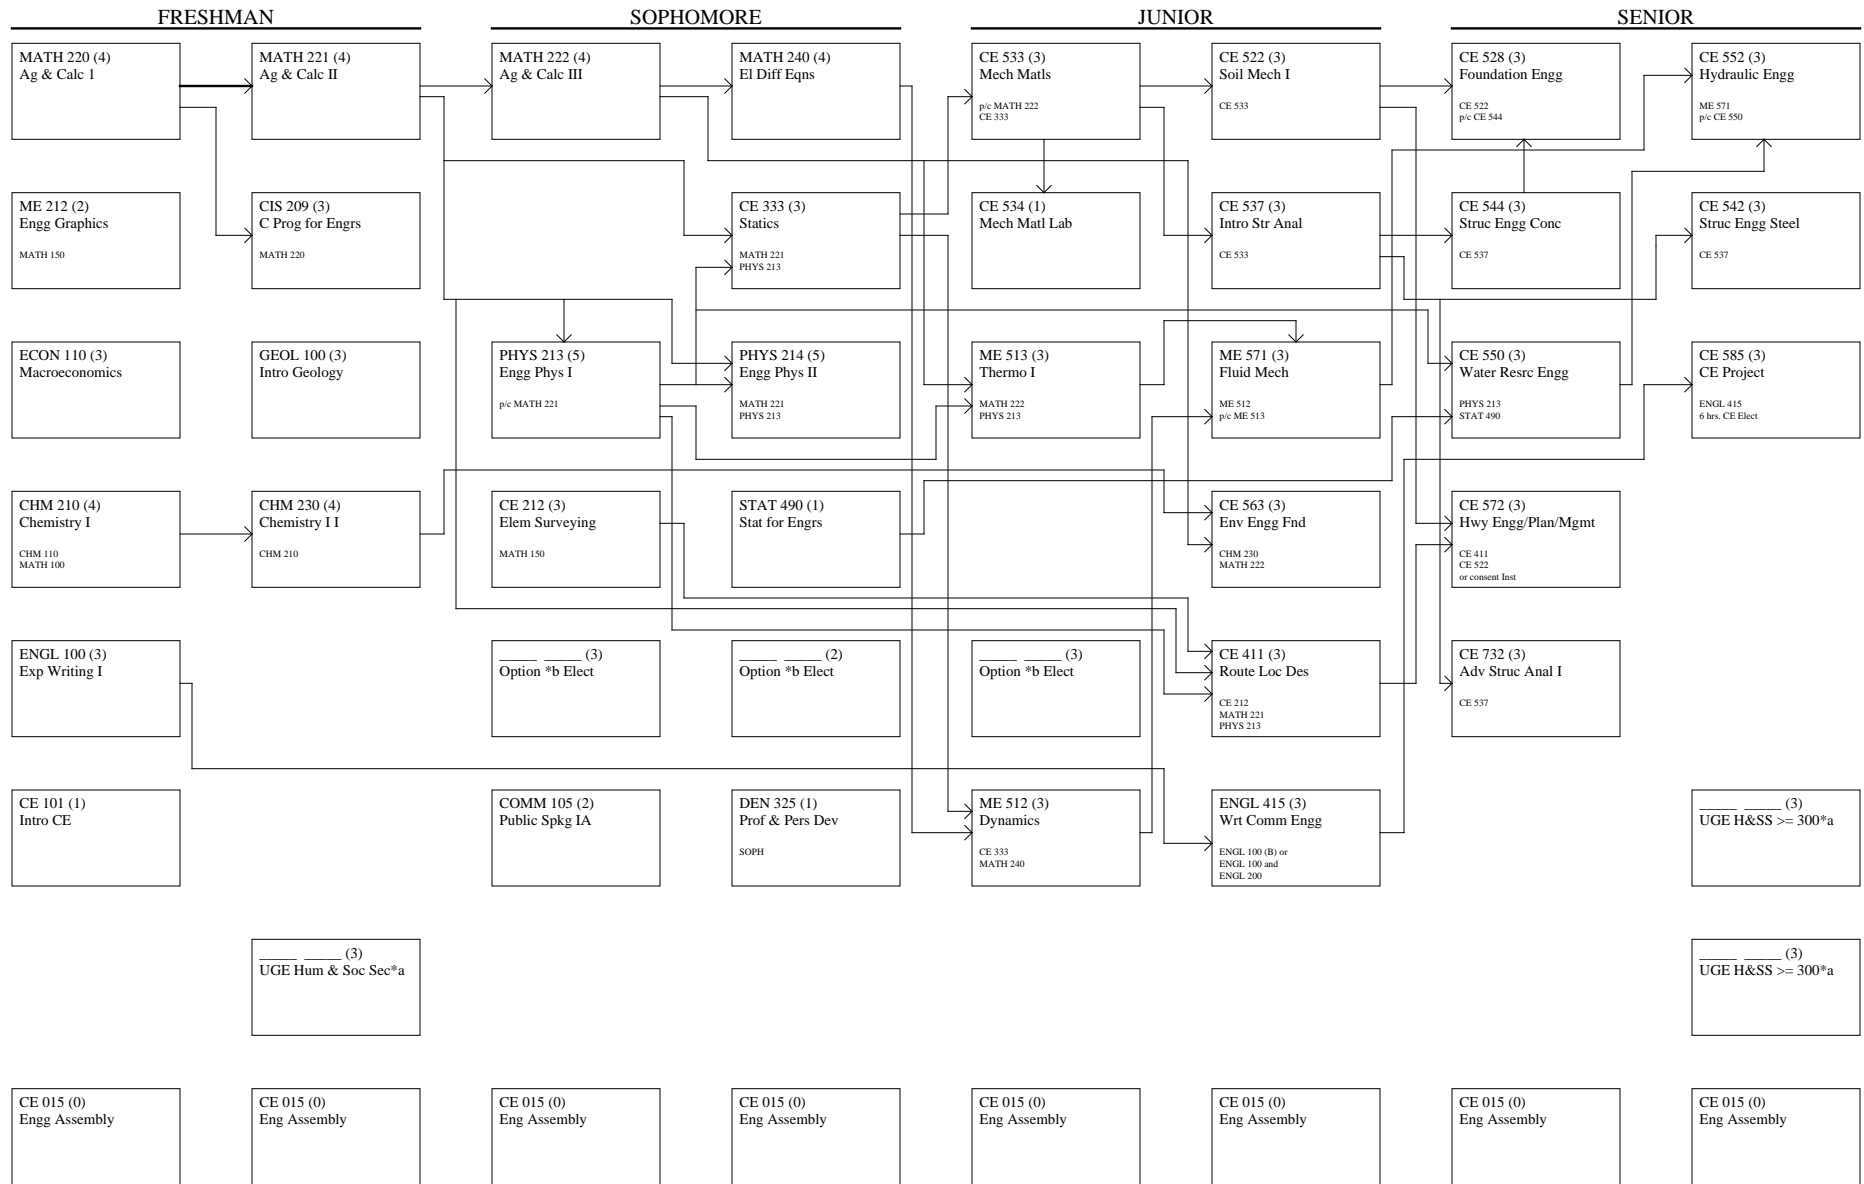 FRESHMAN
SOPHOMORE
JUNIOR
SENIOR
MATH 220 (4)
Ag & Calc 1
MATH 221 (4)
Ag & Calc II
MATH 222 (4)
Ag & Calc III
MATH 240 (4)
El Diff Eqns
CE 533 (3)
Mech Matls
p/c MATH 222
CE 333
CE 522 (3)
Soil Mech I
CE 533
CE 528 (3)
Foundation Engg
CE 522
p/c CE 544
CE 552 (3)
Hydraulic Engg
ME 571
p/c CE 550
ME 212 (2)
Engg Graphics
MATH 150
CIS 209 (3)
C Prog for Engrs
MATH 220
CE 333 (3)
Statics
MATH 221
PHYS 213
CE 534 (1)
Mech Matl Lab
CE 537 (3)
Intro Str Anal
CE 533
CE 544 (3)
Struc Engg Conc
CE 537
CE 542 (3)
Struc Engg Steel
CE 537
ECON 110 (3)
Macroeconomics
GEOL 100 (3)
Intro Geology
PHYS 213 (5)
Engg Phys I
p/c MATH 221
PHYS 214 (5)
Engg Phys II
MATH 221
PHYS 213
ME 513 (3)
Thermo I
MATH 222
PHYS 213
ME 571 (3)
Fluid Mech
ME 512
p/c ME 513
CE 550 (3)
Water Resrc Engg
PHYS 213
STAT 490
CE 585 (3)
CE Project
ENGL 415
6 hrs. CE Elect
CHM 210 (4)
Chemistry I
CHM 110
MATH 100
CHM 230 (4)
Chemistry I I
CHM 210
CE 212 (3)
Elem Surveying
MATH 150
STAT 490 (1)
Stat for Engrs
CE 563 (3)
Env Engg Fnd
CHM 230
MATH 222
CE 572 (3)
Hwy Engg/Plan/Mgmt
CE 411
CE 522
or consent Inst
ENGL 100 (3)
Exp Writing I
_____ _____ (3)
Option *b Elect
_____ _____ (2)
Option *b Elect
_____ _____ (3)
Option *b Elect
CE 411 (3)
Route Loc Des
CE 212
MATH 221
PHYS 213
CE 732 (3)
Adv Struc Anal I
CE 537
CE 101 (1)
Intro CE
COMM 105 (2)
Public Spkg IA
DEN 325 (1)
Prof & Pers Dev
SOPH
ME 512 (3)
Dynamics
CE 333
MATH 240
ENGL 415 (3)
Wrt Comm Engg
ENGL 100 (B) or
ENGL 100 and
ENGL 200
_____ _____ (3)
UGE H&SS >= 300*a
_____ _____ (3)
UGE Hum & Soc Sec*a
_____ _____ (3)
UGE H&SS >= 300*a
CE 015 (0)
Engg Assembly
CE 015 (0)
Eng Assembly
CE 015 (0)
Eng Assembly
CE 015 (0)
Eng Assembly
CE 015 (0)
Eng Assembly
CE 015 (0)
Eng Assembly
CE 015 (0)
Eng Assembly
CE 015 (0)
Eng Assembly